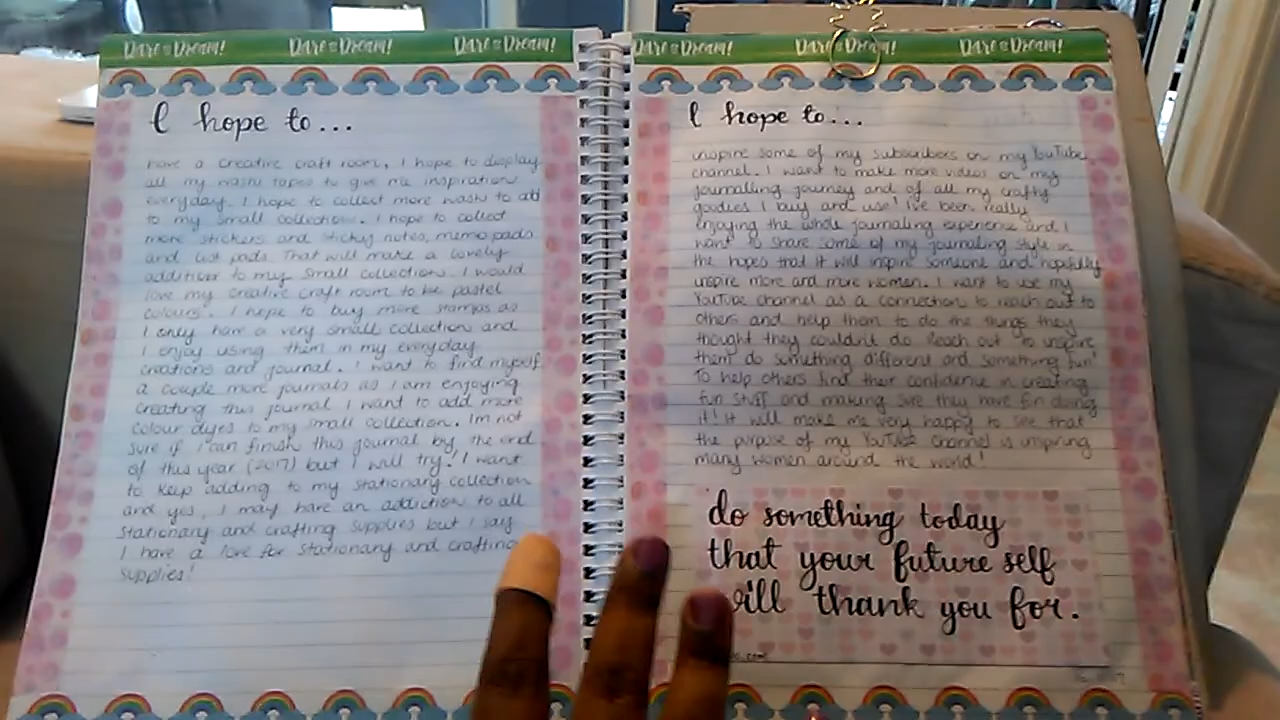 Dare to Dream! Dare to Dream! Dare to Dream!
I hope to...
have a creative craft room. I hope to display
all my washi tapes to give me inspiration
everyday. I hope to collect more washi to add
to my small collection. I hope to collect
more stickers and sticky notes, memo pads
and list pads. That will make a lovely
addition to my small collection. I would
love my creative craft room to be pastel
colours. I hope to buy more stamps as
I only have a very small collection and
I enjoy using them in my everyday
creations and journal. I want to find myself
a couple more journals as I am enjoying
creating this journal. I want to add more
colour dyes to my small collection. I'm not
sure if I can finish this journal by the end
of this year (2017) but I will try! I want
to keep adding to my stationary collection
and yes, I may have an addiction to all
stationary and crafting supplies but I say
I have a love for stationary and crafting
supplies!
Dare to Dream! Dare to Dream! Dare to Dream!
I hope to...
inspire some of my subscribers on my YouTube
channel. I want to make more videos on my
journalling journey and of all my crafty
goodies I buy and use! I've been really
enjoying the whole journaling experience and I
want to share some of my journaling style in
the hopes that it will inspire someone and hopefully
inspire more and more women. I want to use my
YouTube channel as a connection to reach out to
others and help them to do the things they
thought they couldn't do. Reach out to inspire
them do something different and something fun!
To help others find their confidence in creating
fun stuff and making sure they have fun doing
it! It will make me very happy to see that
the purpose of my YouTube channel is inspiring
many women around the world!
do something today
that your future self
will thank you for.